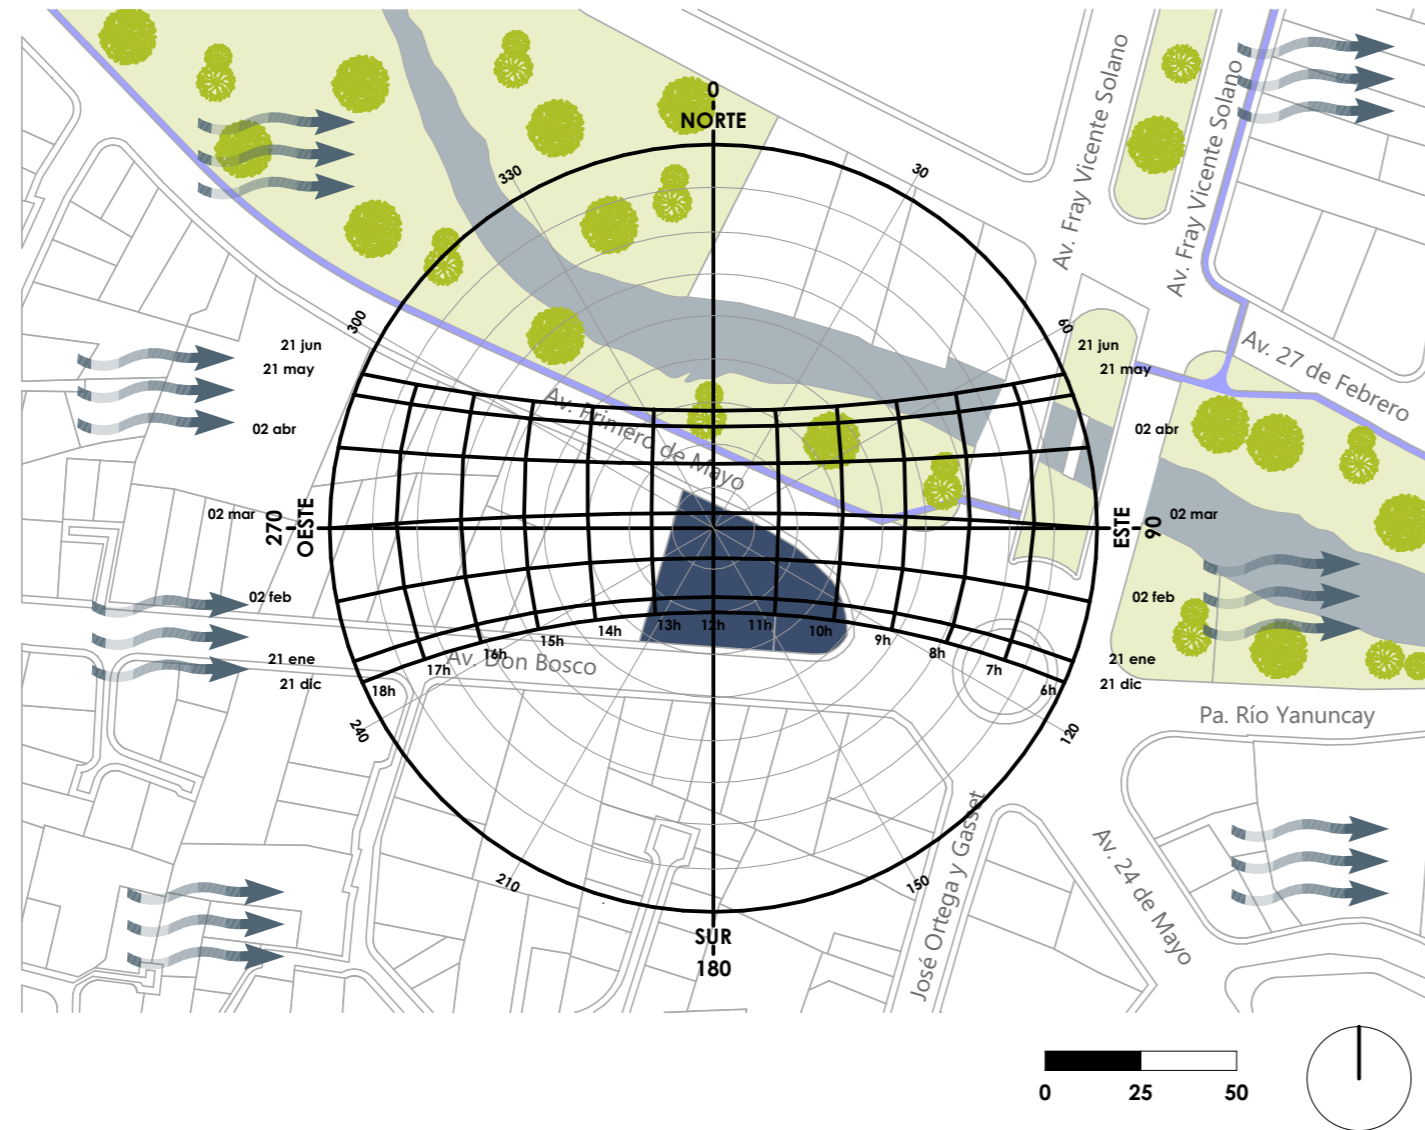 0
NORTE
330
30
Av. Fray Vicente Solano
Av. Fray Vicente Solano
300
60
21 jun
21 jun
21 may
21 may
Av. 27 de Febrero
02 abr
02 abr
Av. Primero de Mayo
02 mar
02 mar
270
OESTE
ESTE
90
02 feb
02 feb
18h
17h
16h
15h
14h
13h
12h
11h
10h
9h
8h
7h
6h
21 ene
21 ene
21 dic
21 dic
Av. Don Bosco
Pa. Río Yanuncay
240
120
José Ortega y Gasset
Av. 24 de Mayo
210
150
SUR
180
0 25 50